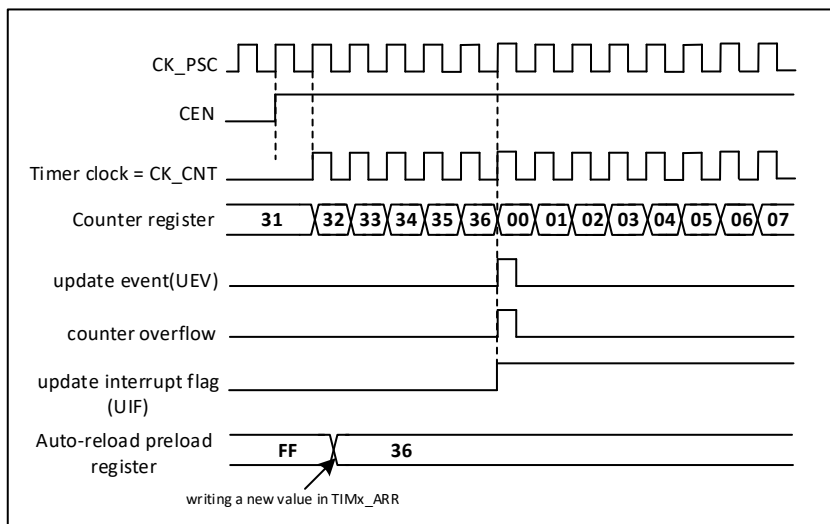 CK_PSC
CEN
Timer clock = CK_CNT
Counter register
31 32 33 34 35 36 00 01 02 03 04 05 06 07
update event(UEV)
counter overflow
update interrupt flag
(UIF)
Auto-reload preload
register
FF 36
writing a new value in TIMx_ARR